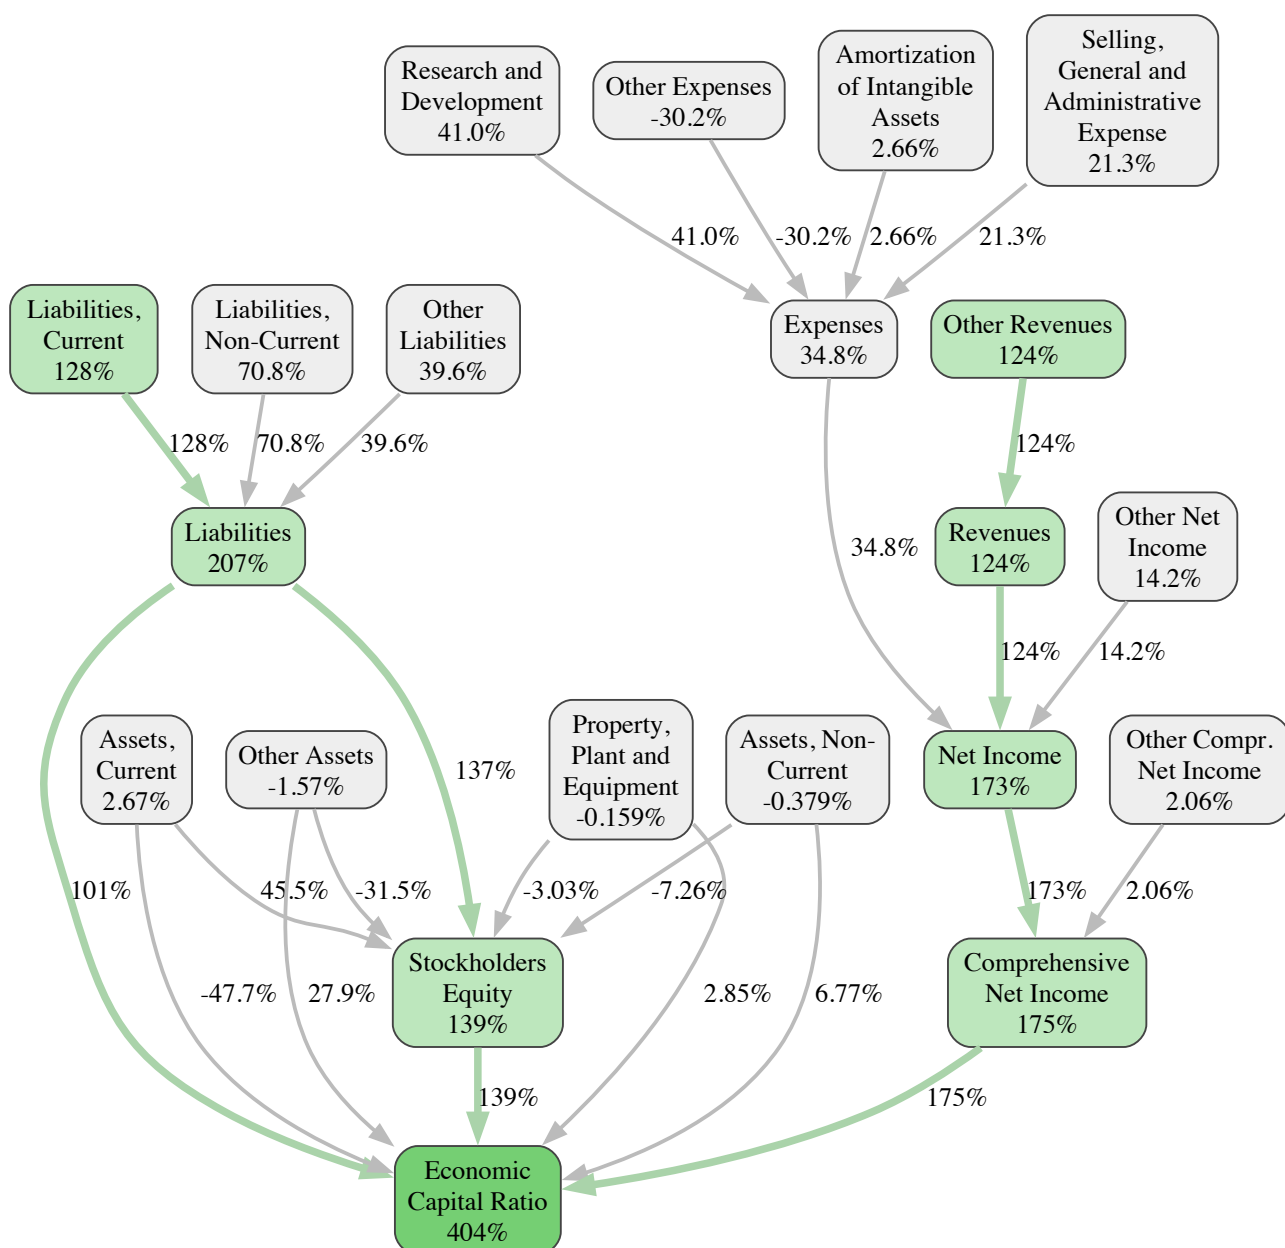 Research and
Development
41.0%
Other Expenses
-30.2%
Amortization
of Intangible
Assets
2.66%
Selling,
General and
Administrative
Expense
21.3%
41.0%
-30.2%
2.66%
21.3%
Liabilities,
Current
128%
Liabilities,
Non-Current
70.8%
Other
Liabilities
39.6%
Expenses
34.8%
Other Revenues
124%
128%
70.8%
39.6%
124%
Liabilities
207%
34.8%
Revenues
124%
Other Net
Income
14.2%
124%
14.2%
Assets,
Current
2.67%
Other Assets
-1.57%
137%
Property,
Plant and
Equipment
-0.159%
Assets, Non-
Current
-0.379%
Net Income
173%
Other Compr.
Net Income
2.06%
101%
45.5%
-31.5%
-3.03%
-7.26%
173%
2.06%
Stockholders
Equity
139%
Comprehensive
Net Income
175%
-47.7%
27.9%
2.85%
6.77%
139%
175%
Economic
Capital Ratio
404%